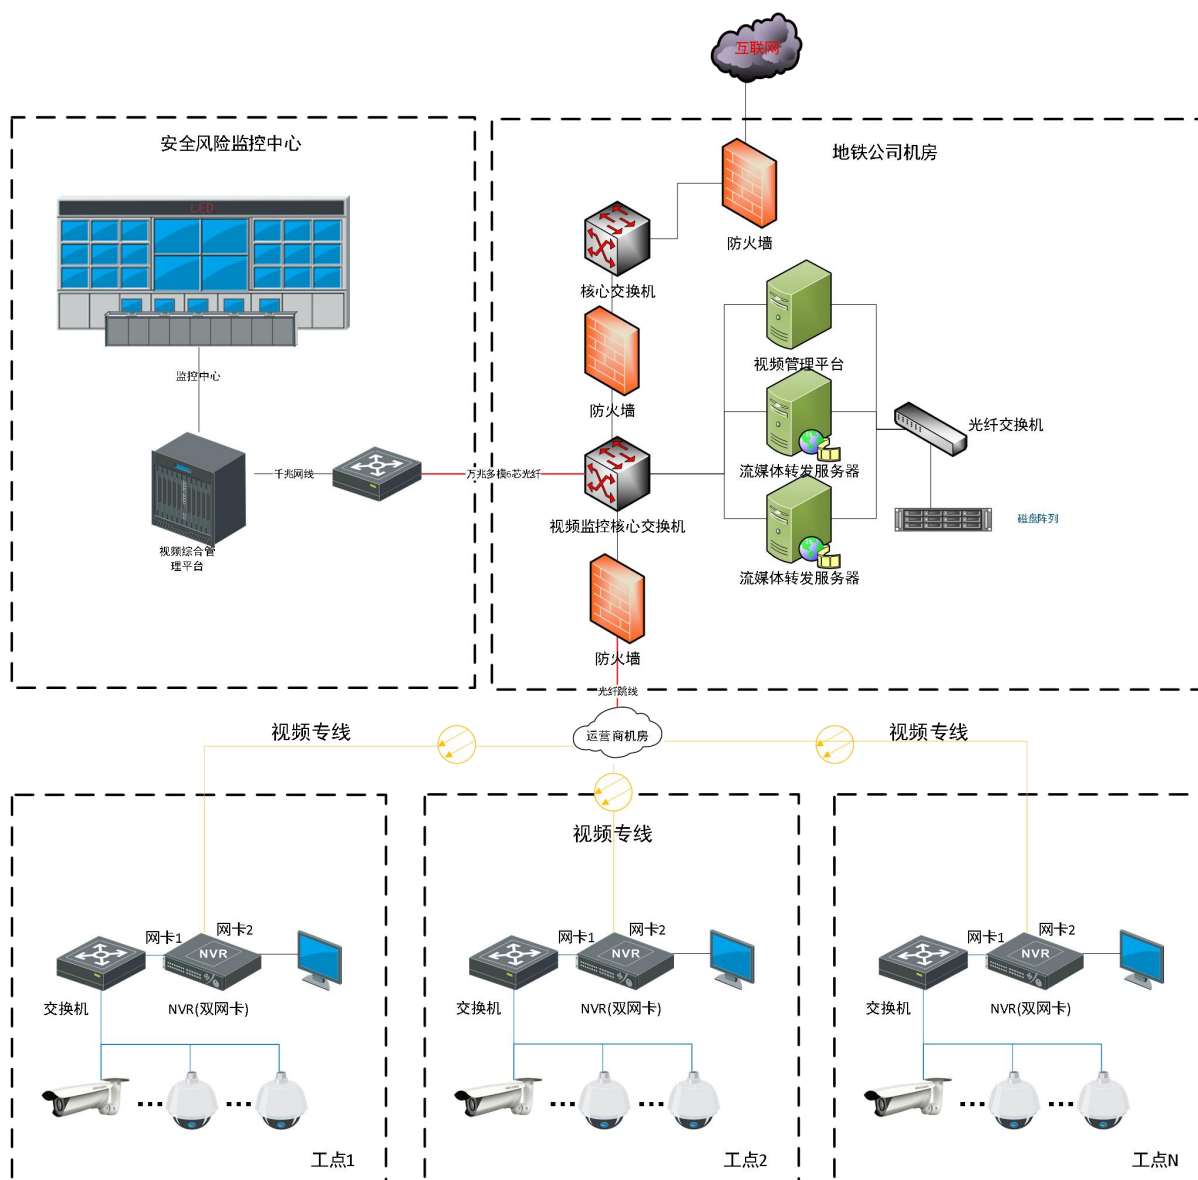 互联网
安全风险监控中心
地铁公司机房
LED
防火墙
核心交换机
视频管理平台
监控中心
防火墙
光纤交换机
千兆网线
万兆多模6芯光纤
流媒体转发服务器
视频监控核心交换机
磁盘阵列
视频综合管
理平台
流媒体转发服务器
防火墙
光纤跳线
视频专线
运营商机房
视频专线
视频专线
网卡1
网卡2
NVR
交换机
NVR(双网卡)
工点1
网卡1
网卡2
NVR
交换机
NVR(双网卡)
工点2
网卡1
网卡2
NVR
交换机
NVR(双网卡)
工点N